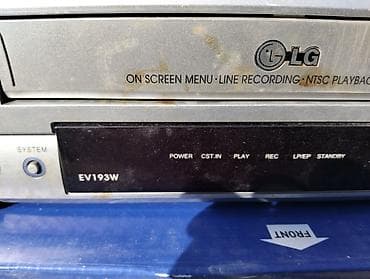 LG
ON SCREEN MENU · LINE RECORDING · NTSC PLAYBACK
SYSTEM
POWER CST.IN PLAY REC LP/EP STANDBY
EV193W
FRONT